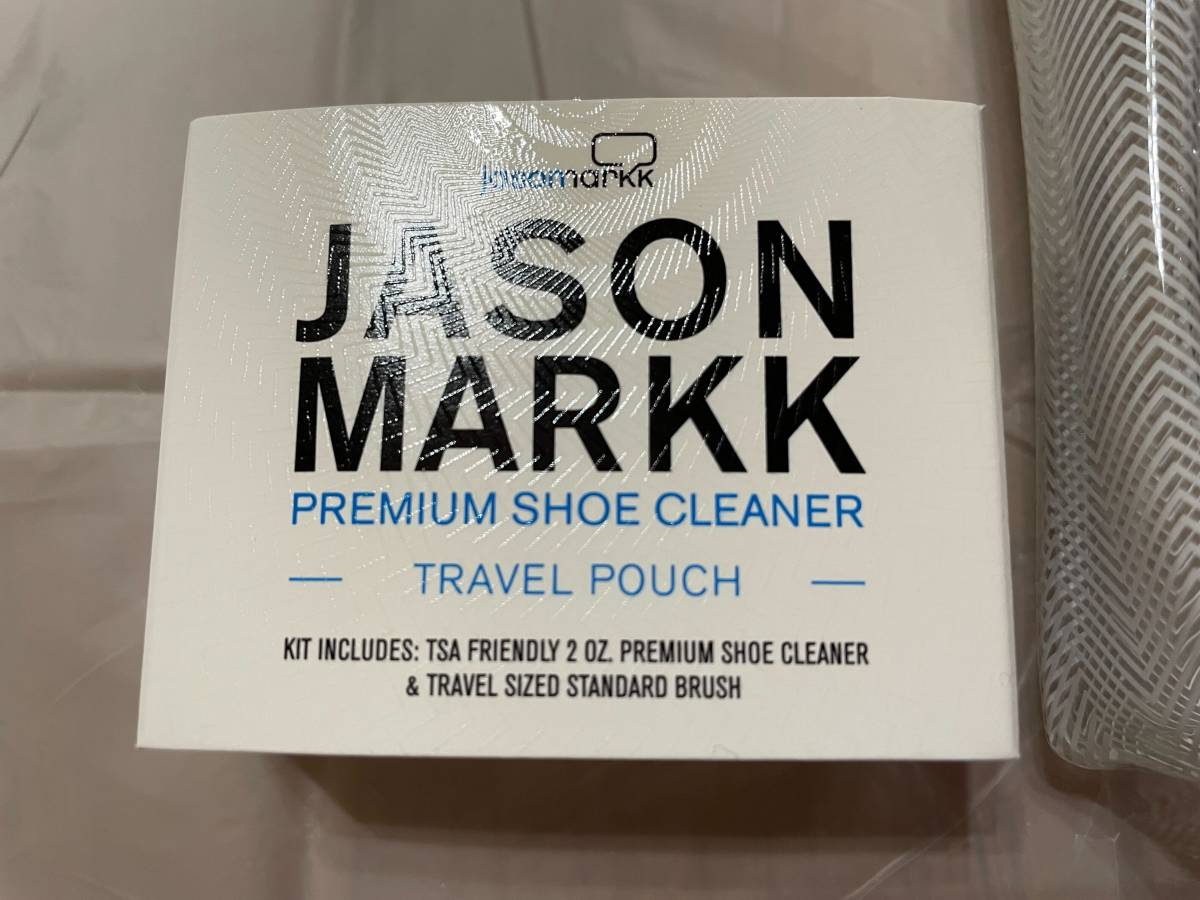 jasonmarkk
JASON
MARKK
PREMIUM SHOE CLEANER
— TRAVEL POUCH —
KIT INCLUDES: TSA FRIENDLY 2 OZ. PREMIUM SHOE CLEANER
& TRAVEL SIZED STANDARD BRUSH